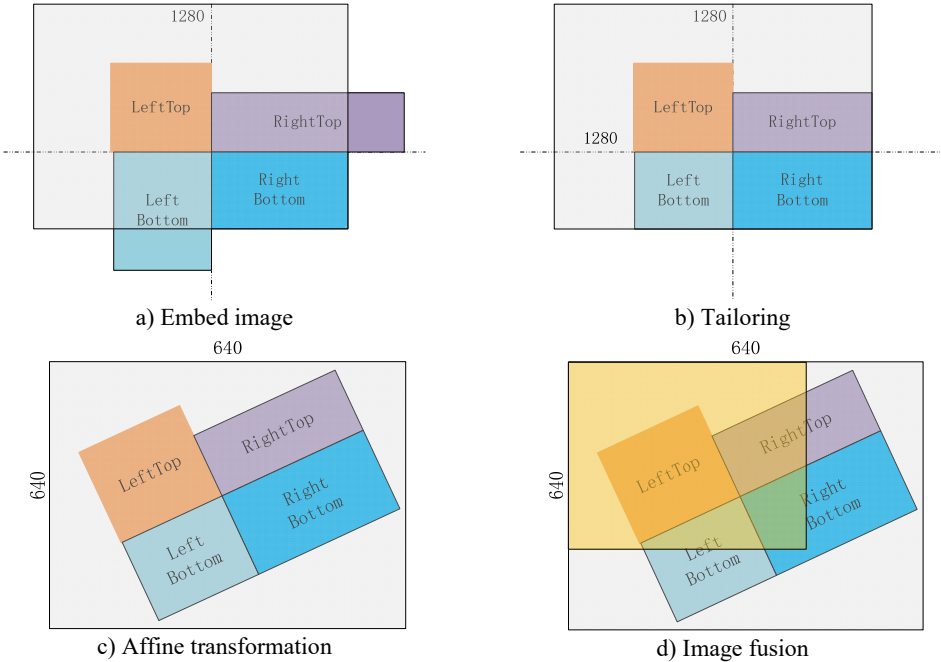 1280
LeftTop
RightTop
Left
Bottom
Right
Bottom
a) Embed image
1280
1280
LeftTop
RightTop
Left
Bottom
Right
Bottom
b) Tailoring
640
640
LeftTop
RightTop
Left
Bottom
Right
Bottom
c) Affine transformation
640
640
LeftTop
RightTop
Left
Bottom
Right
Bottom
d) Image fusion